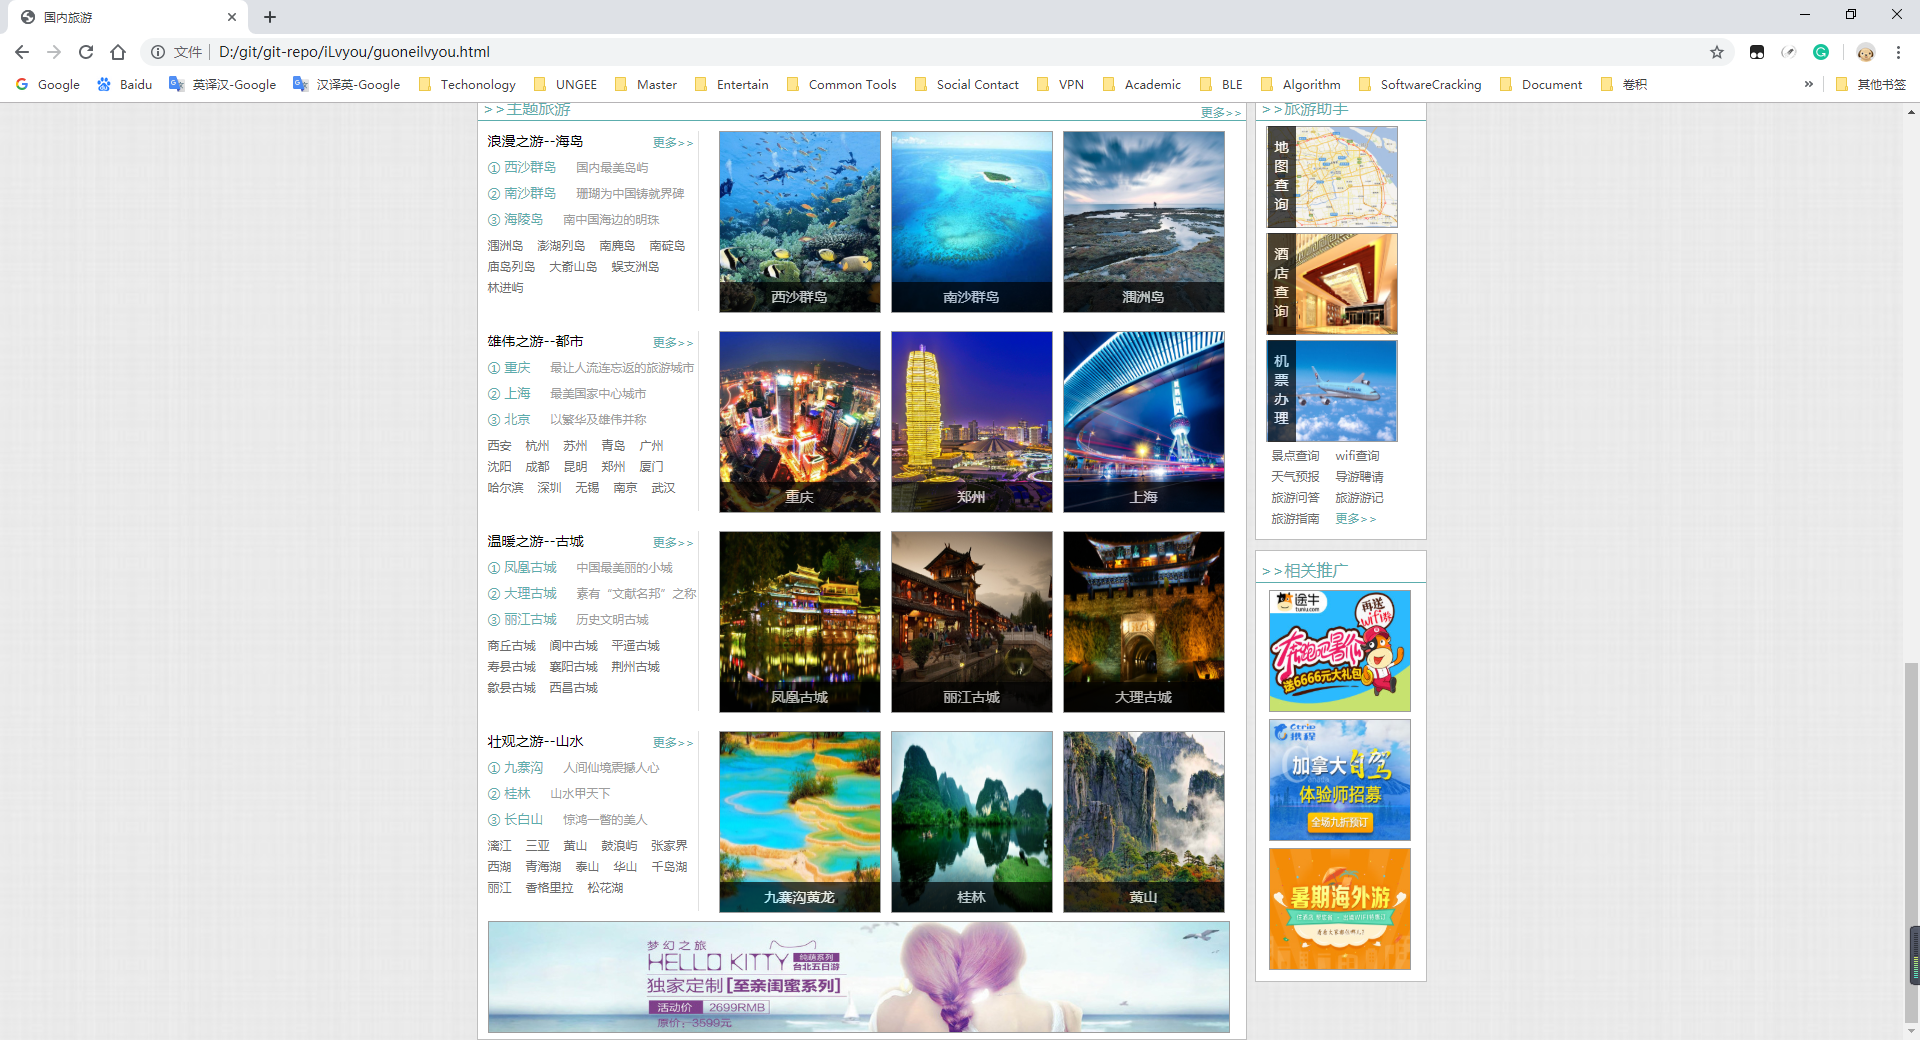 国内旅游
文件 D:/git/git-repo/iLvyou/guoneilvyou.html
Google Baidu 英译汉-Google 汉译英-Google Techonology UNGEE Master Entertain Common Tools Social Contact VPN Academic BLE Algorithm SoftwareCracking Document 卷积 » 其他书签
>>主题旅游 更多>>
浪漫之游--海岛 更多>>
① 西沙群岛 国内最美岛屿
② 南沙群岛 珊瑚为中国铸就界碑
③ 海陵岛 南中国海边的明珠
涠洲岛 澎湖列岛 南麂岛 南碇岛
庙岛列岛 大嵛山岛 蜈支洲岛
林进屿
西沙群岛 南沙群岛 涠洲岛
雄伟之游--都市 更多>>
① 重庆 最让人流连忘返的旅游城市
② 上海 最美国家中心城市
③ 北京 以繁华及雄伟并称
西安 杭州 苏州 青岛 广州
沈阳 成都 昆明 郑州 厦门
哈尔滨 深圳 无锡 南京 武汉
重庆 郑州 上海
温暖之游--古城 更多>>
① 凤凰古城 中国最美丽的小城
② 大理古城 素有“文献名邦”之称
③ 丽江古城 历史文明古城
商丘古城 阆中古城 平遥古城
寿县古城 襄阳古城 荆州古城
歙县古城 西昌古城
凤凰古城 丽江古城 大理古城
壮观之游--山水 更多>>
① 九寨沟 人间仙境震撼人心
② 桂林 山水甲天下
③ 长白山 惊鸿一瞥的美人
漓江 三亚 黄山 鼓浪屿 张家界
西湖 青海湖 泰山 华山 千岛湖
丽江 香格里拉 松花湖
九寨沟黄龙 桂林 黄山
梦幻之旅
HELLO KITTY 纯萌系列 台北五日游
独家定制[至亲闺蜜系列]
活动价 2699RMB
原价：3599元
>>旅游助手
地图查询
酒店查询
机票办理
景点查询 wifi查询
天气预报 导游聘请
旅游问答 旅游游记
旅游指南 更多>>
>>相关推广
途牛
tuniu.com
再送
wifi游
奔跑吧暑假
送6666元大礼包
Ctrip
携程
加拿大自驾
体验师招募
全场九折预订
暑期海外游